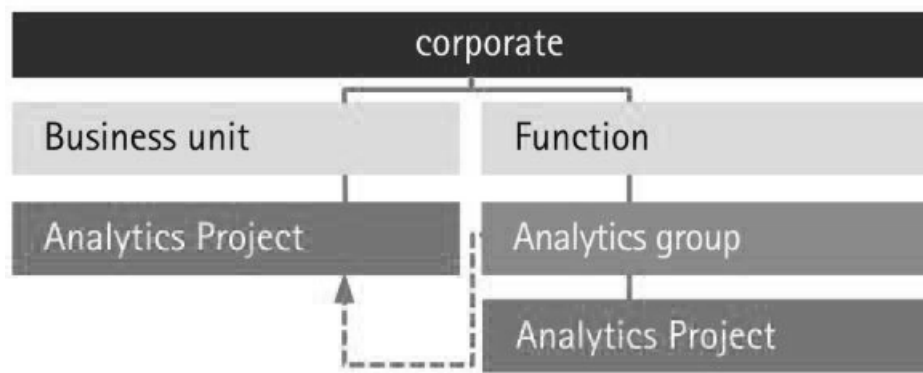 corporate
Business unit
Function
Analytics Project
Analytics group
Analytics Project